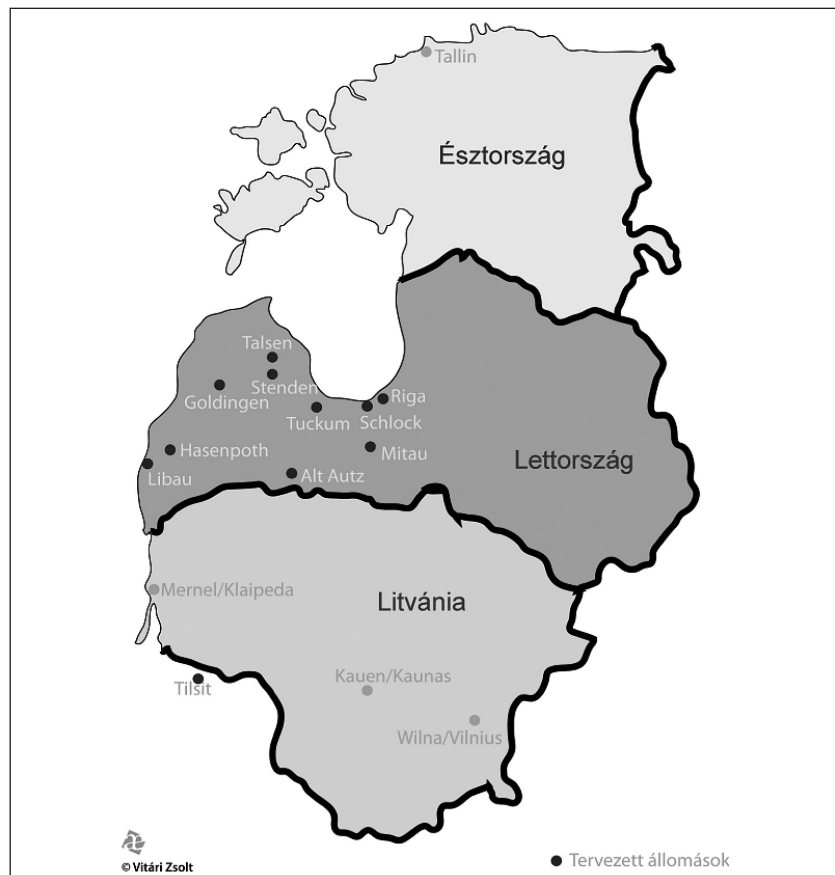 Tallin
Észtország
Talsen
Stenden
Goldingen
Riga
Tuckum
Schlock
Hasenpoth
Mitau
Lettország
Libau
Alt Autz
Mernel/Klaipeda
Litvánia
Kauen/Kaunas
Tilsit
Wilna/Vilnius
© Vitári Zsolt
Tervezett állomások